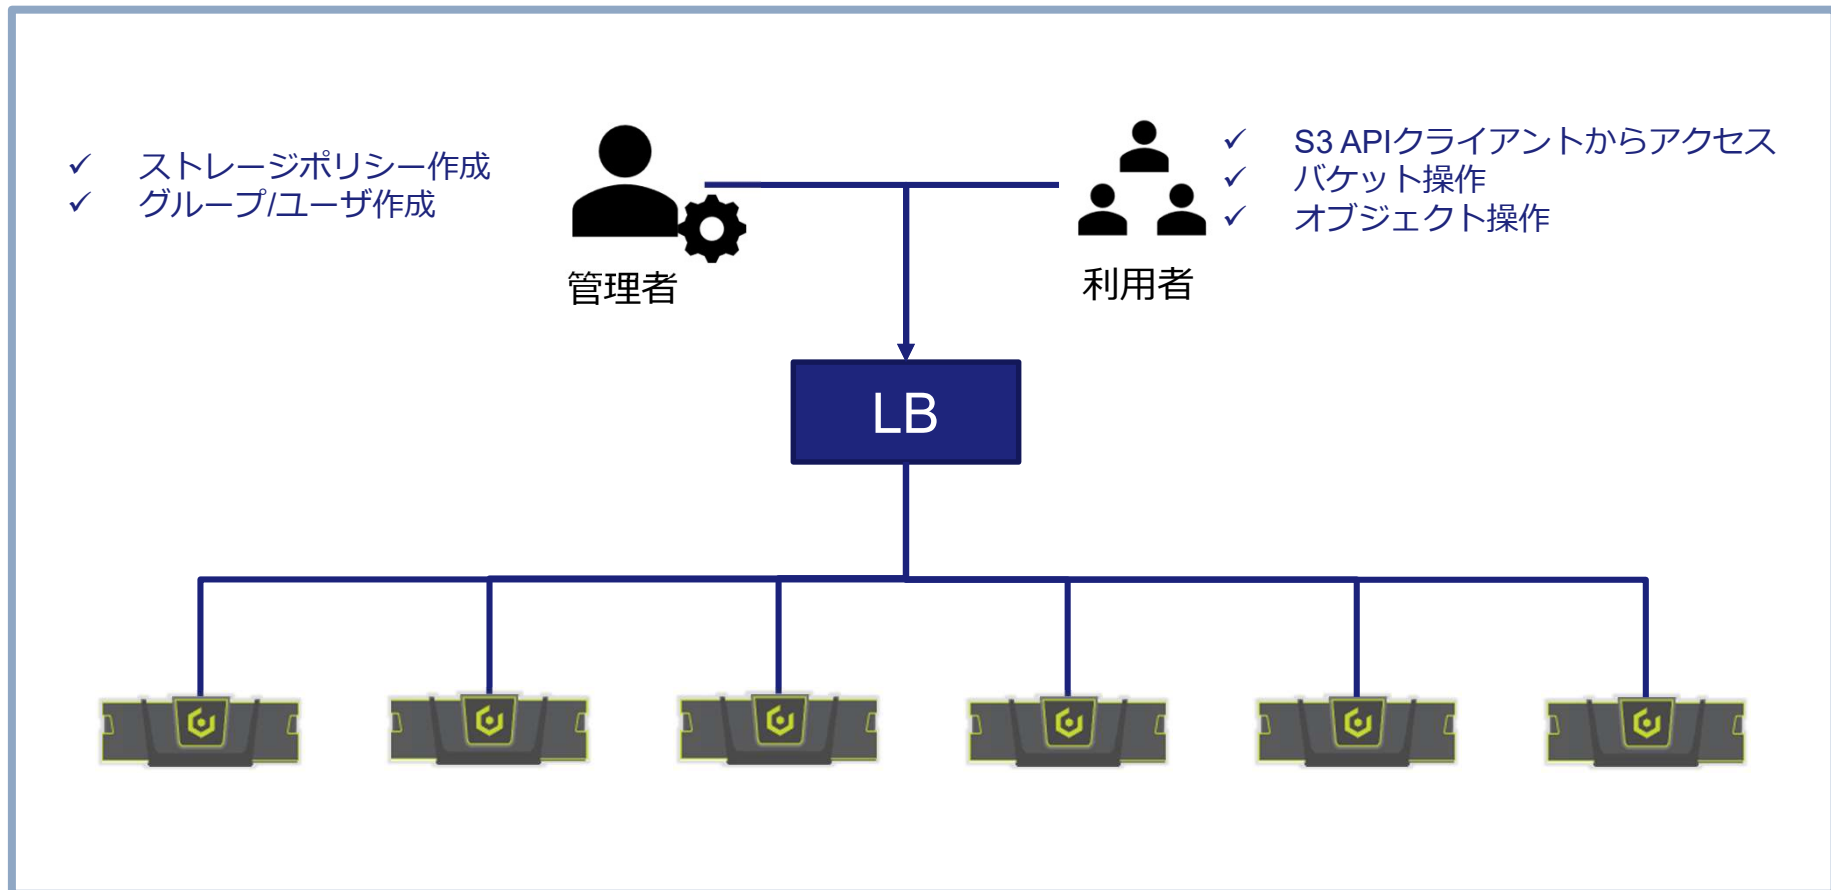 ✓ ストレージポリシー作成
✓ グループ/ユーザ作成
管理者
✓ S3 APIクライアントからアクセス
✓ バケット操作
✓ オブジェクト操作
利用者
LB